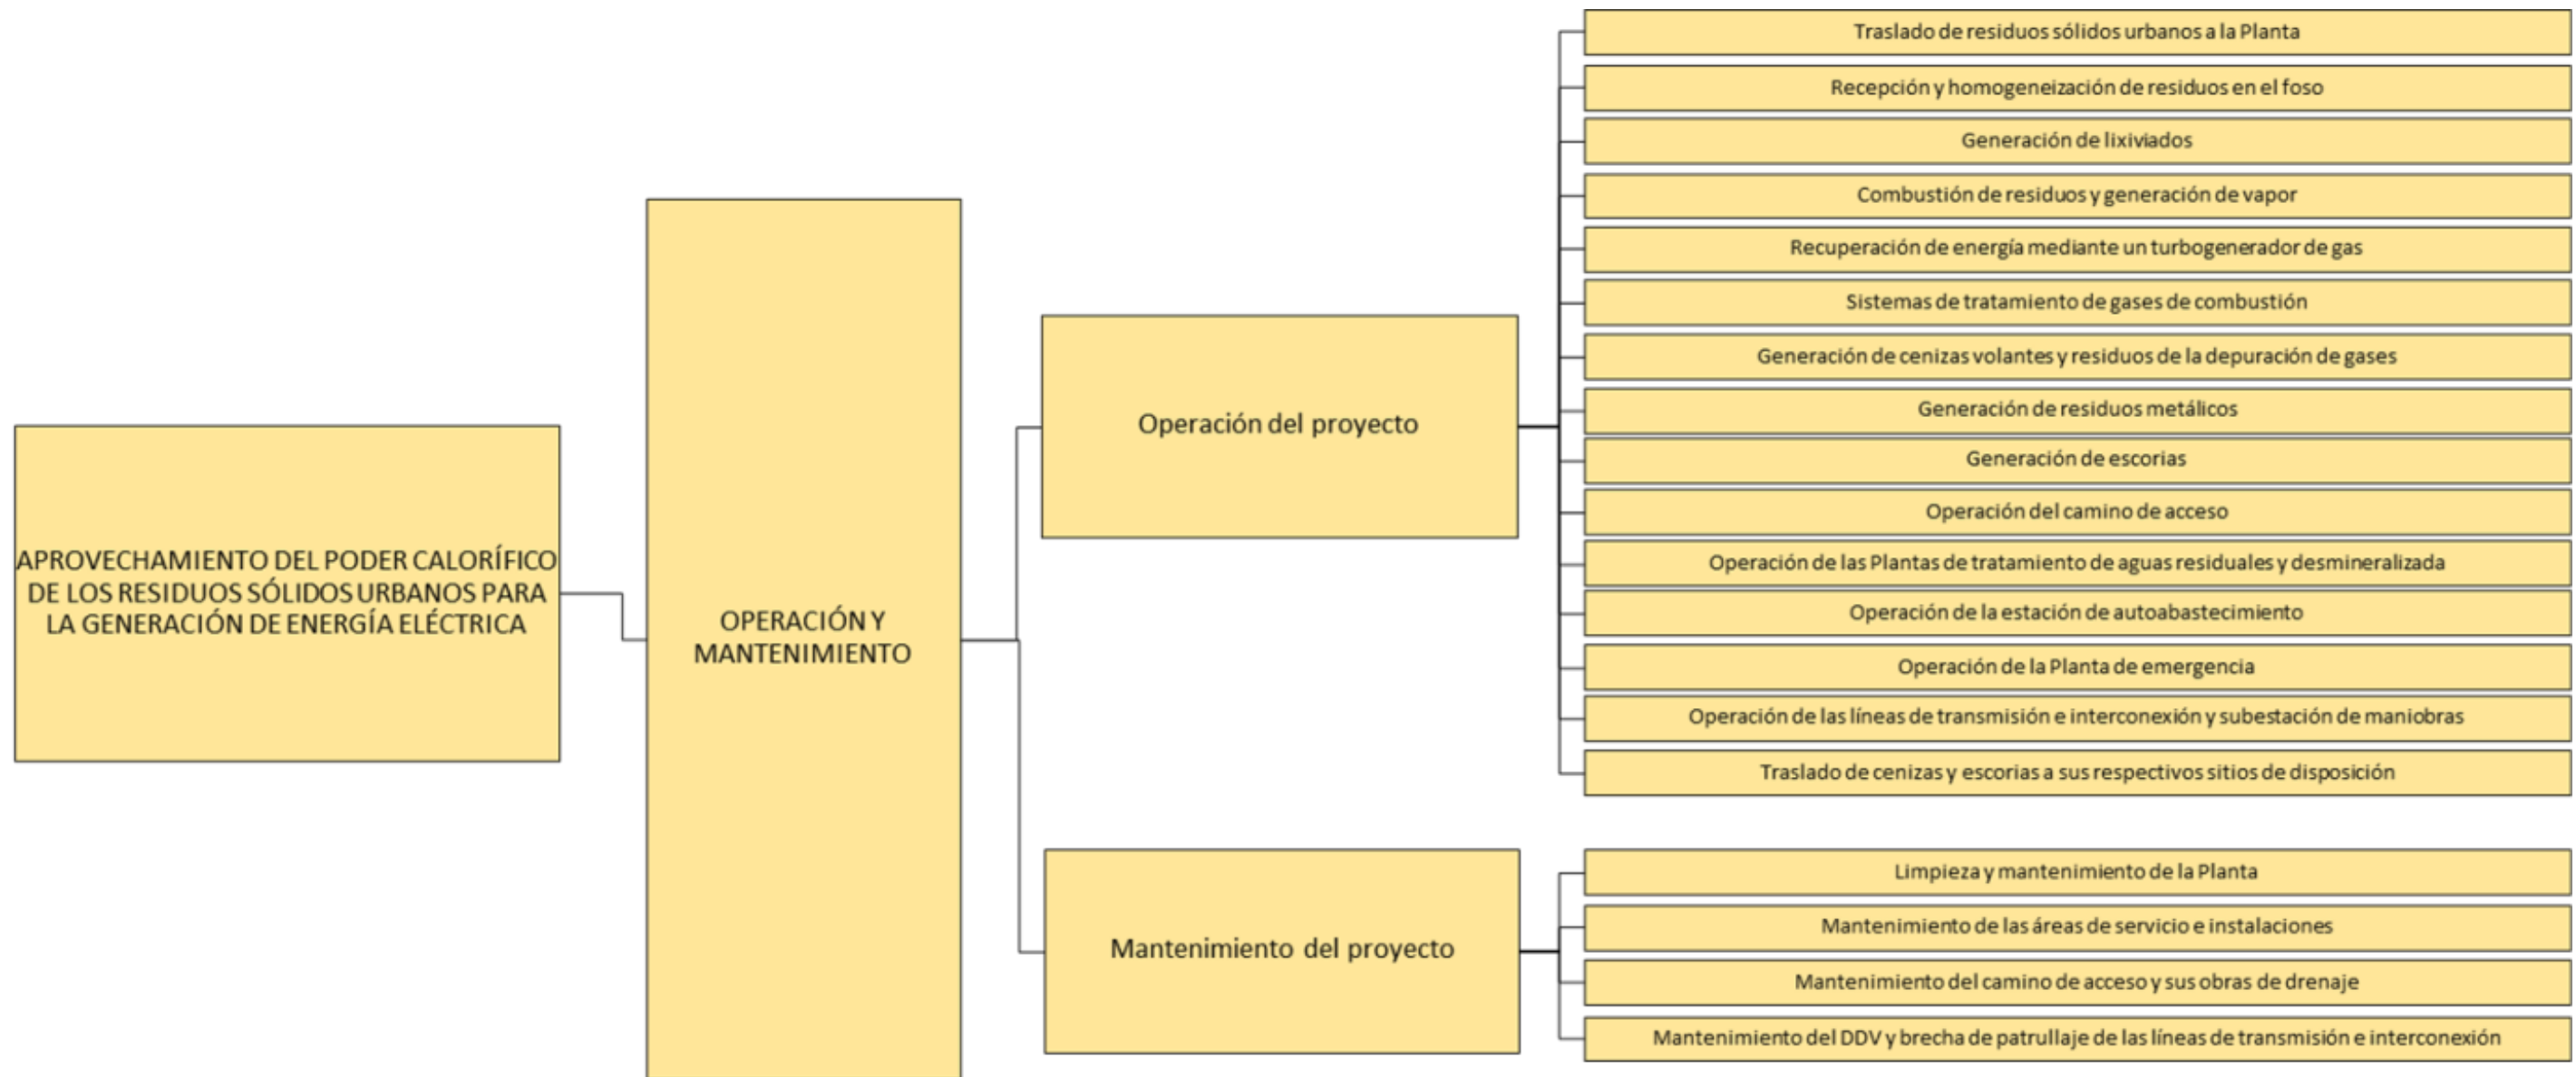 APROVECHAMIENTO DEL PODER CALORÍFICO
DE LOS RESIDUOS SÓLIDOS URBANOS PARA
LA GENERACIÓN DE ENERGÍA ELÉCTRICA
OPERACIÓN Y
MANTENIMIENTO
Operación del proyecto
Traslado de residuos sólidos urbanos a la Planta
Recepción y homogeneización de residuos en el foso
Generación de lixiviados
Combustión de residuos y generación de vapor
Recuperación de energía mediante un turbogenerador de gas
Sistemas de tratamiento de gases de combustión
Generación de cenizas volantes y residuos de la depuración de gases
Generación de residuos metálicos
Generación de escorias
Operación del camino de acceso
Operación de las Plantas de tratamiento de aguas residuales y desmineralizada
Operación de la estación de autoabastecimiento
Operación de la Planta de emergencia
Operación de las líneas de transmisión e interconexión y subestación de maniobras
Traslado de cenizas y escorias a sus respectivos sitios de disposición
Mantenimiento del proyecto
Limpieza y mantenimiento de la Planta
Mantenimiento de las áreas de servicio e instalaciones
Mantenimiento del camino de acceso y sus obras de drenaje
Mantenimiento del DDV y brecha de patrullaje de las líneas de transmisión e interconexión